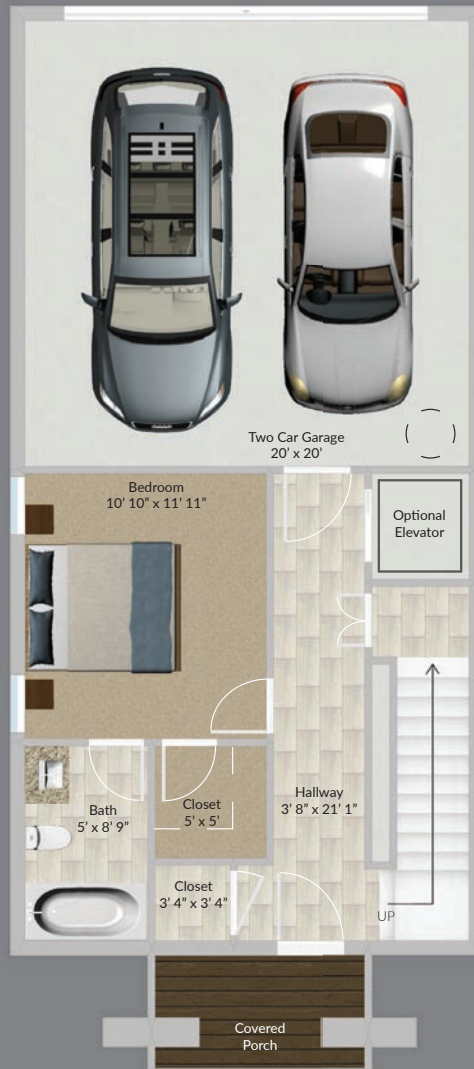 Two Car Garage
20’ x 20’
Bedroom
10’ 10” x 11’ 11”
Optional
Elevator
Hallway
3’ 8” x 21’ 1”
Bath
5’ x 8’ 9”
Closet
5’ x 5’
Closet
3’ 4” x 3’ 4”
UP
Covered
Porch